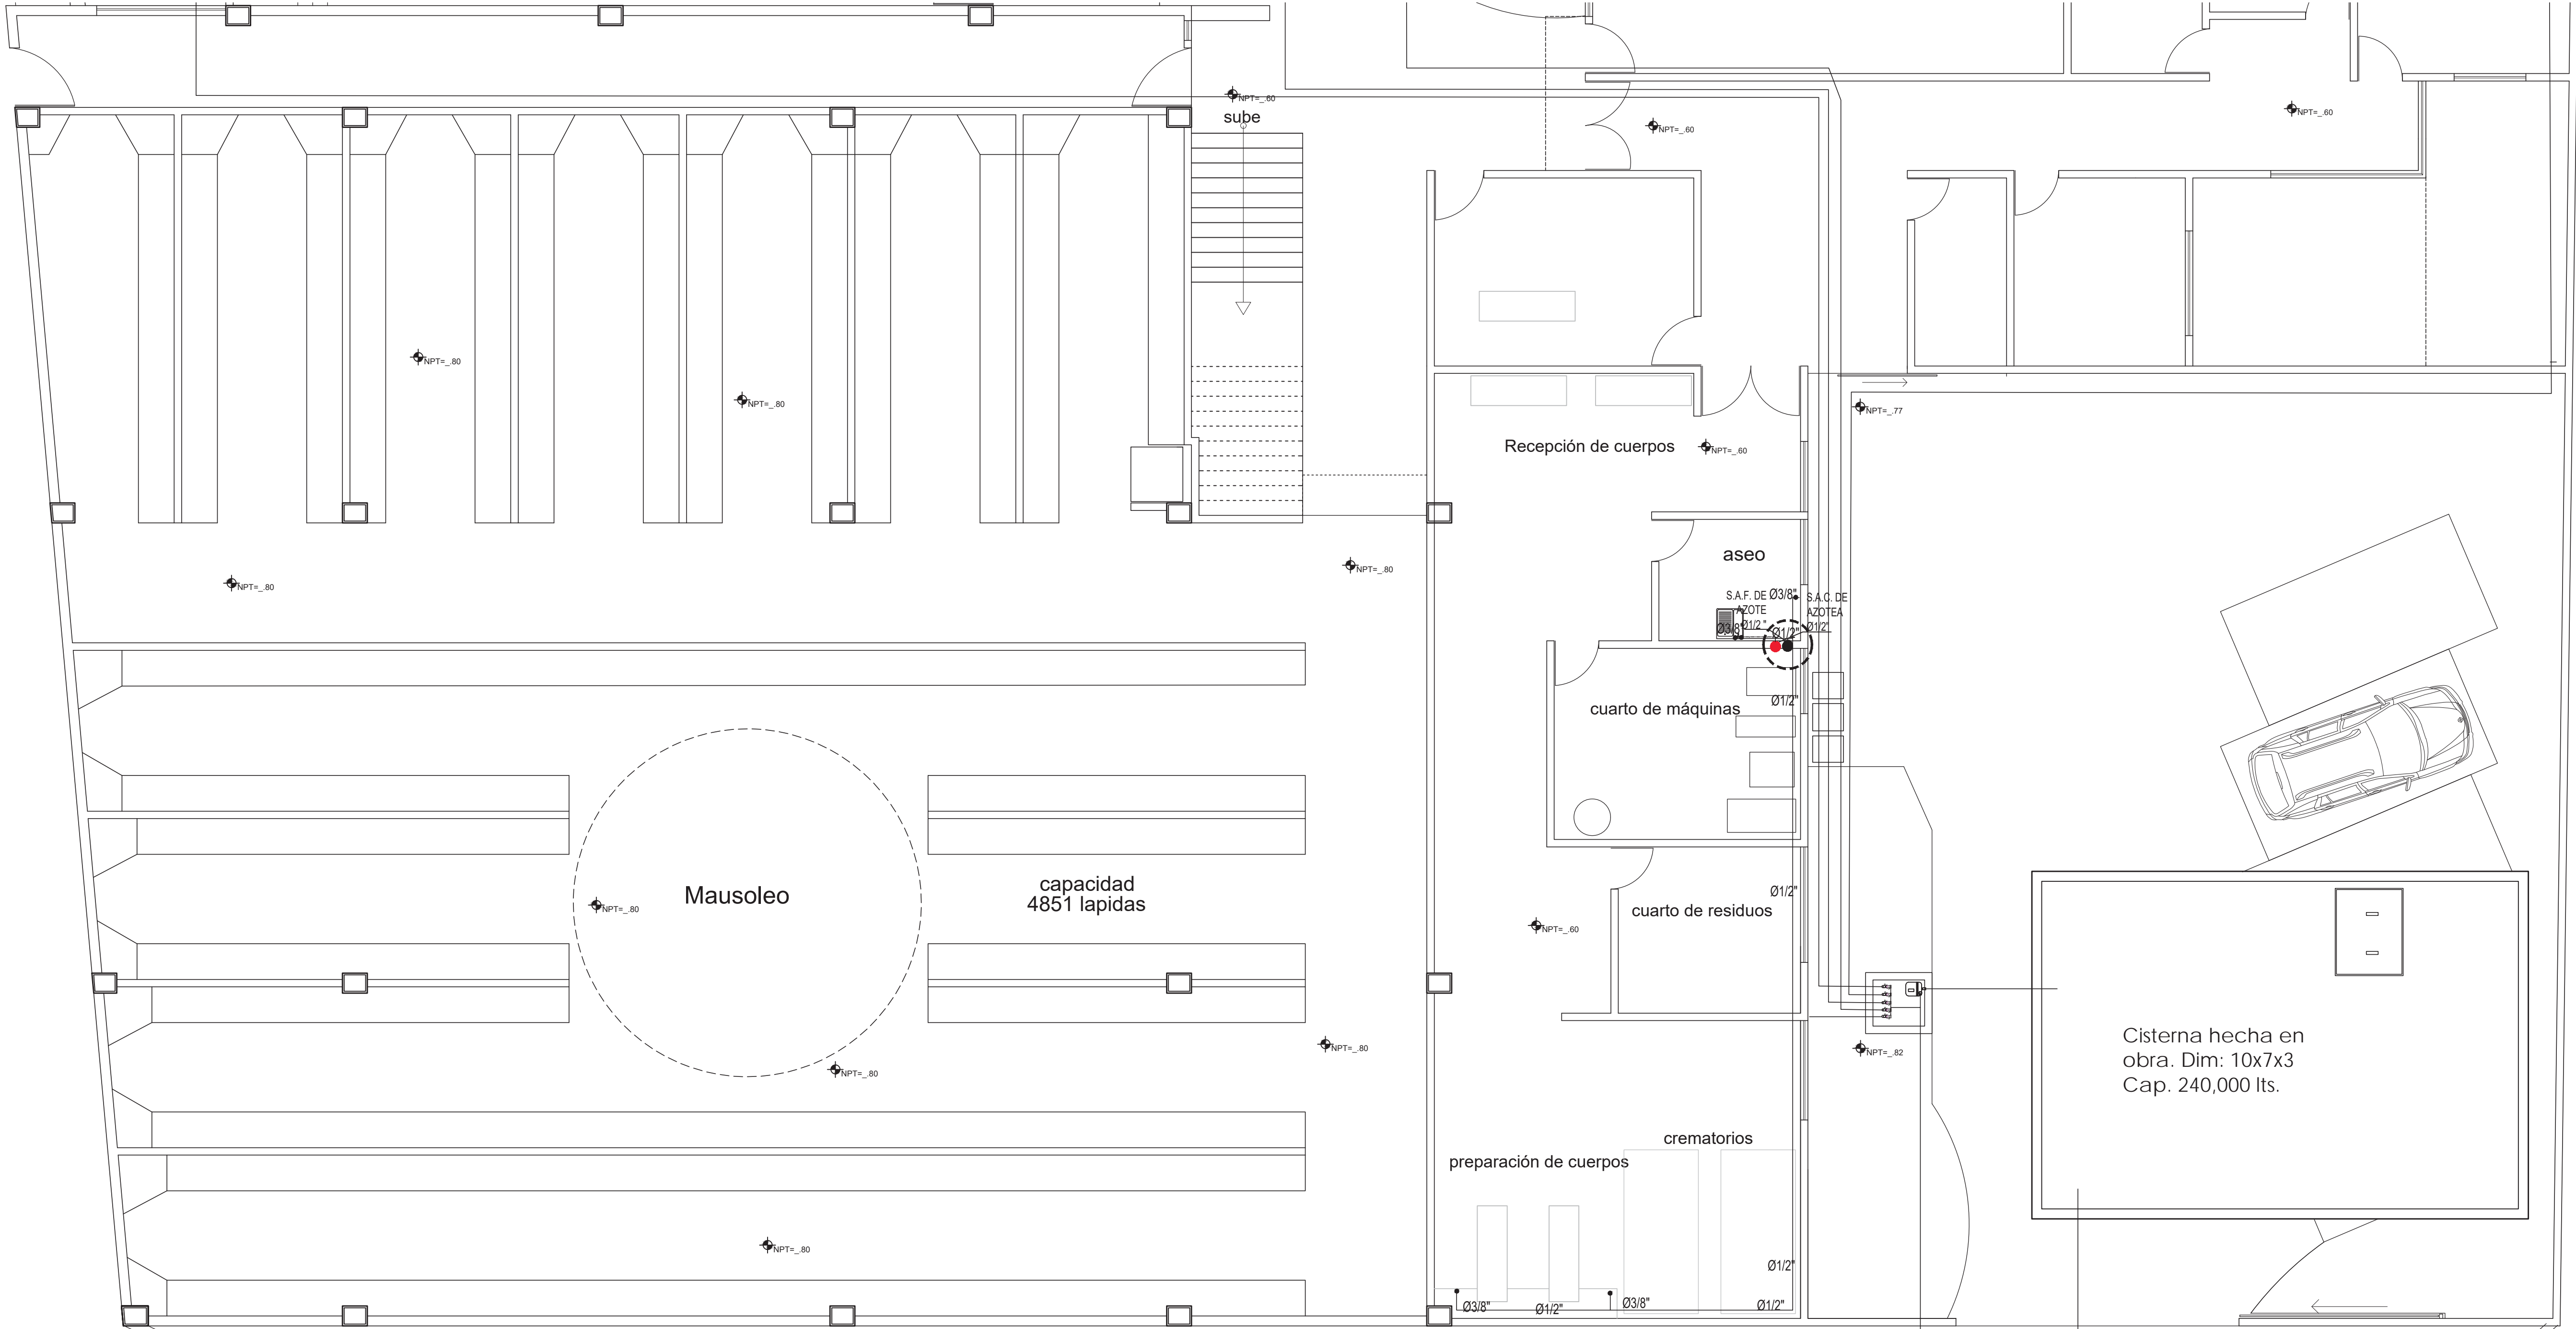 NPT=_.60
sube
NPT=_.60
NPT=_.60
NPT=_.80
NPT=_.80
NPT=_.77
Recepción de cuerpos
NPT=_.60
aseo
NPT=_.80
NPT=_.80
S.A.F. DE
AZOTE
Ø3/8"
S.A.C. DE
AZOTEA
Ø1/2"
Ø3/8"
Ø1/2 "
Ø1/2"
Ø1/2"
cuarto de máquinas
Mausoleo
capacidad
4851 lapidas
NPT=_.80
Ø1/2"
cuarto de residuos
NPT=_.60
NPT=_.80
NPT=_.80
NPT=_.82
Cisterna hecha en
obra. Dim: 10x7x3
Cap. 240,000 lts.
crematorios
preparación de cuerpos
NPT=_.80
Ø1/2"
Ø3/8"
Ø1/2"
Ø3/8"
Ø1/2"